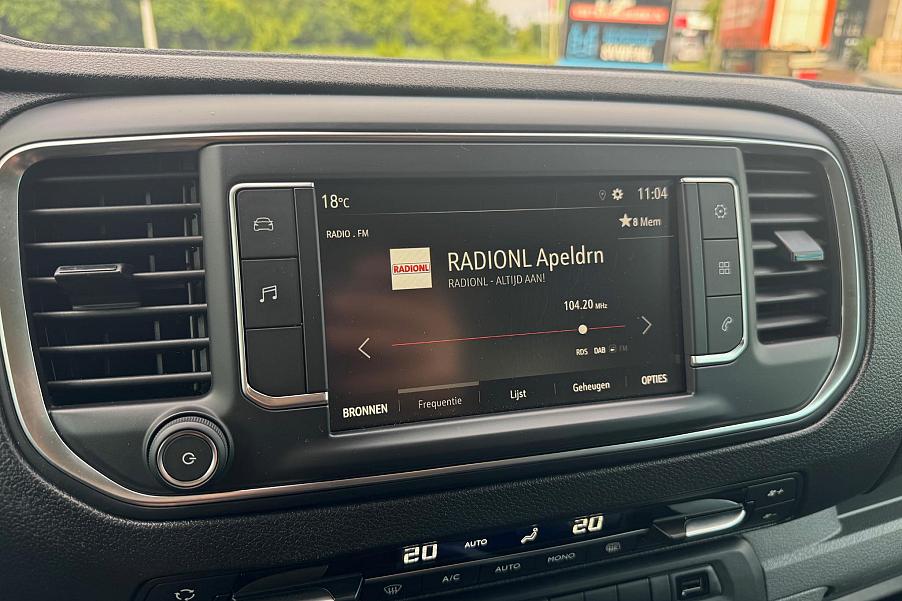 18°C
11:04
8 Mem
RADIO . FM
RADIONL
RADIONL Apeldrn
RADIONL - ALTIJD AAN!
104.20 MHz
RDS DAB FM
BRONNEN Frequentie Lijst Geheugen OPTIES
20 AUTO 20
A/C AUTO MONO